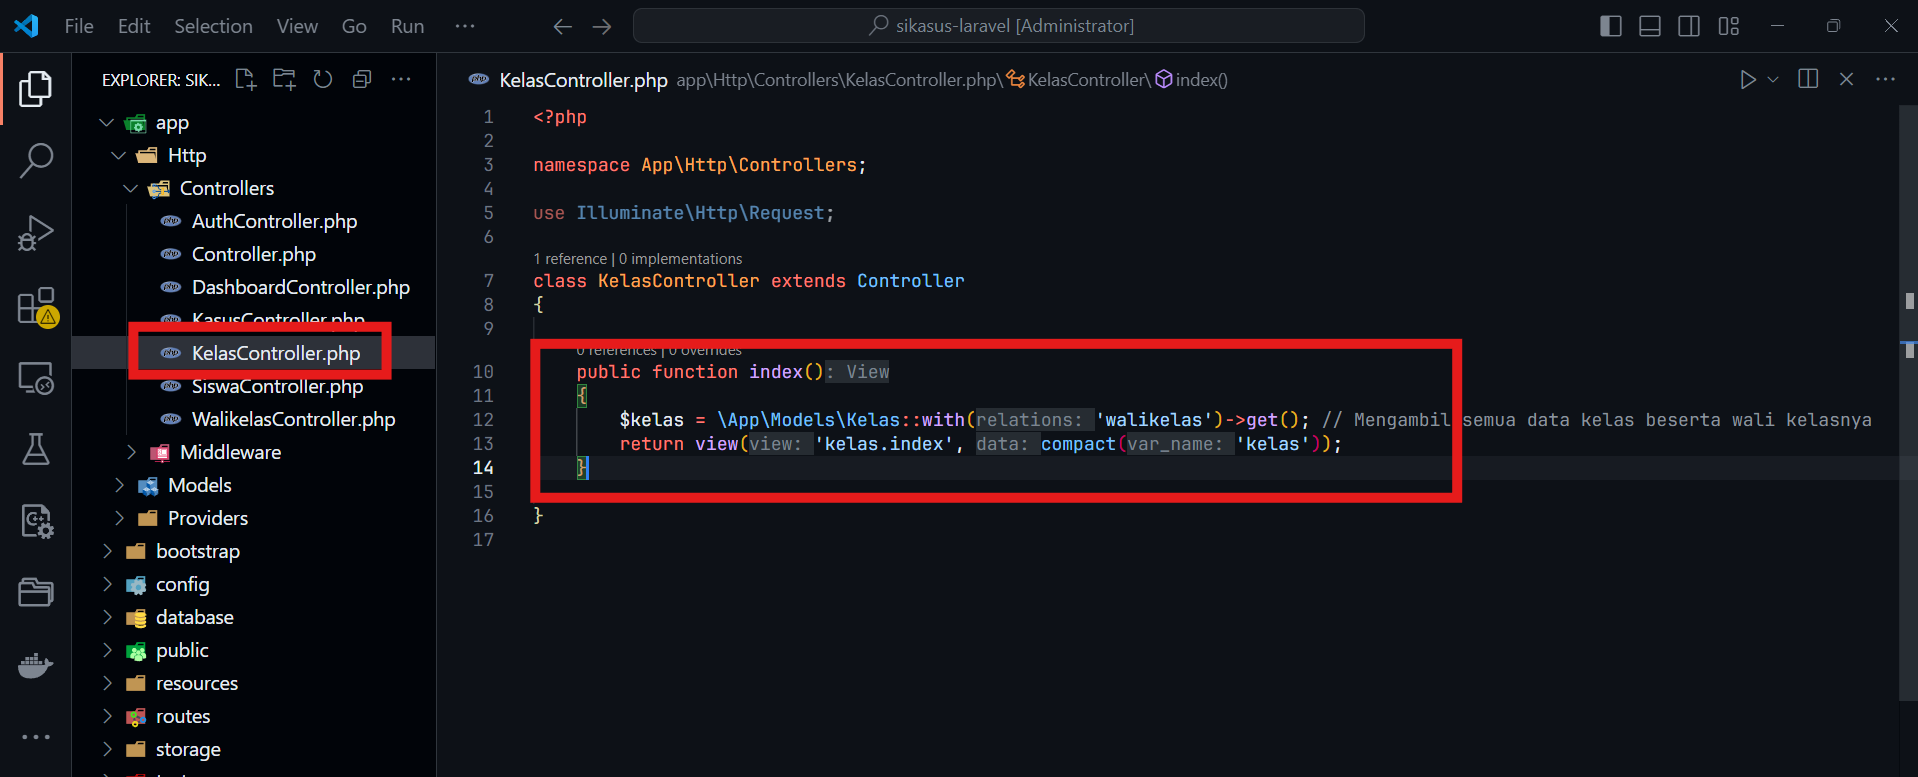 File Edit Selection View Go Run ··· sikasus-laravel [Administrator]
EXPLORER: SIK... ···
app
Http
Controllers
AuthController.php
Controller.php
DashboardController.php
KasusController.php
KelasController.php
SiswaController.php
WalikelasController.php
Middleware
Models
Providers
bootstrap
config
database
public
resources
routes
storage
KelasController.php app\Http\Controllers\KelasController.php\ KelasController\ index()
1 <?php
2
3 namespace App\Http\Controllers;
4
5 use Illuminate\Http\Request;
6
1 reference | 0 implementations
7 class KelasController extends Controller
8 {
9
0 references | 0 overrides
10 public function index(): View
11 {
12 $kelas = \App\Models\Kelas::with(relations: 'walikelas')->get(); // Mengambil semua data kelas beserta wali kelasnya
13 return view(view: 'kelas.index', data: compact(var_name: 'kelas'));
14 }
15
16 }
17